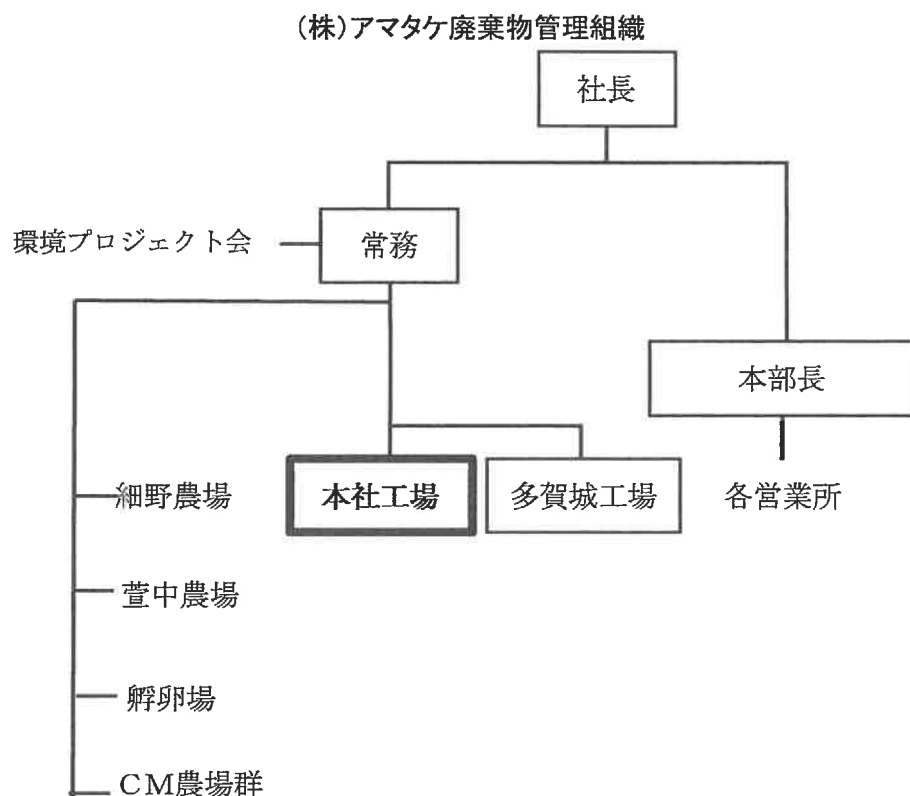 (株)アマタケ廃棄物管理組織
社長
環境プロジェクト会
常務
本部長
細野農場
本社工場
多賀城工場
各営業所
萱中農場
孵卵場
CM農場群